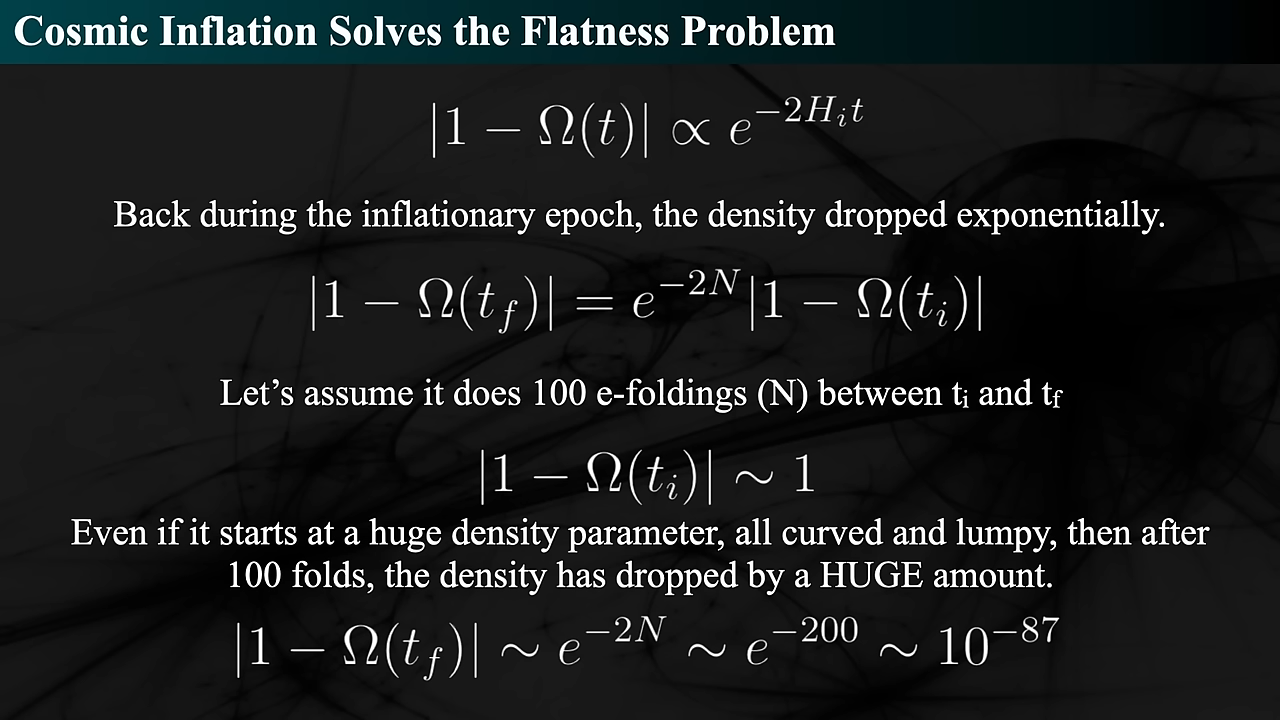 Cosmic Inflation Solves the Flatness Problem
|1 − Ω(t)| ∝ e^{−2H_i t}
Back during the inflationary epoch, the density dropped exponentially.
|1 − Ω(t_f)| = e^{−2N}|1 − Ω(t_i)|
Let’s assume it does 100 e-foldings (N) between t_i and t_f
|1 − Ω(t_i)| ∼ 1
Even if it starts at a huge density parameter, all curved and lumpy, then after
100 folds, the density has dropped by a HUGE amount.
|1 − Ω(t_f)| ∼ e^{−2N} ∼ e^{−200} ∼ 10^{−87}